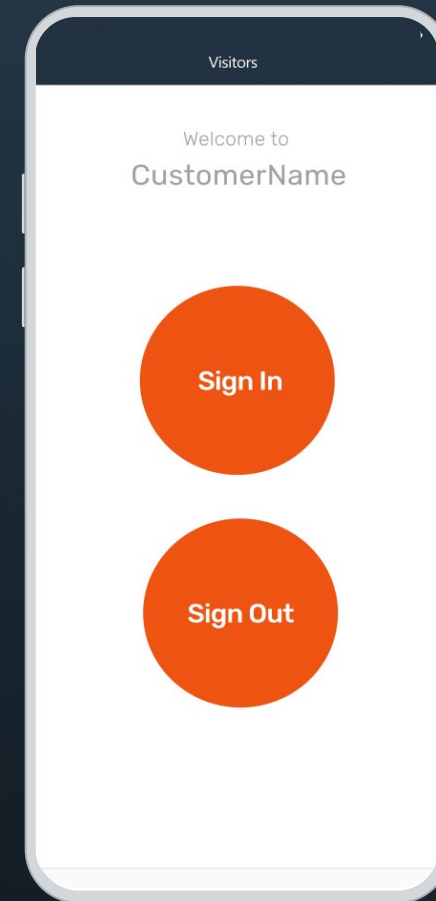 Visitors
Welcome to
CustomerName
Sign In
Sign Out